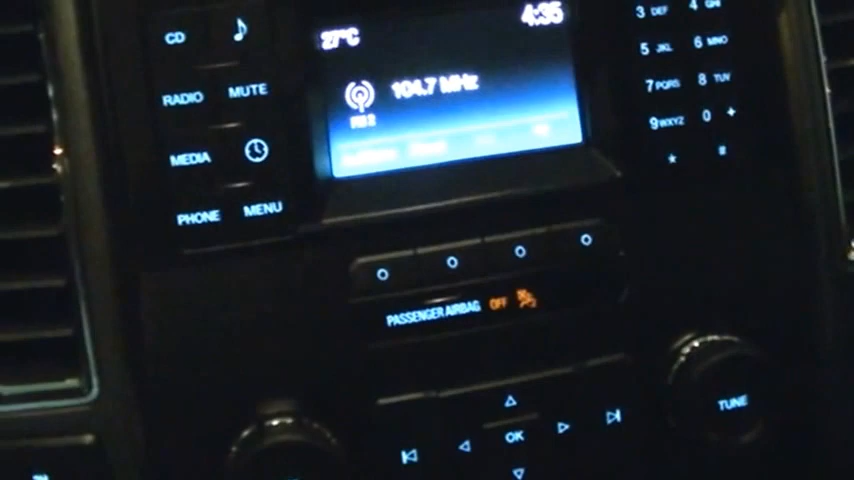 CD
27°C
4:35
3 DEF
4 GHI
5 JKL
6 MNO
RADIO
MUTE
104.7 MHz
7 PQRS
8 TUV
9 WXYZ
0 +
MEDIA
* #
PHONE
MENU
PASSENGER AIRBAG OFF
TUNE
OK